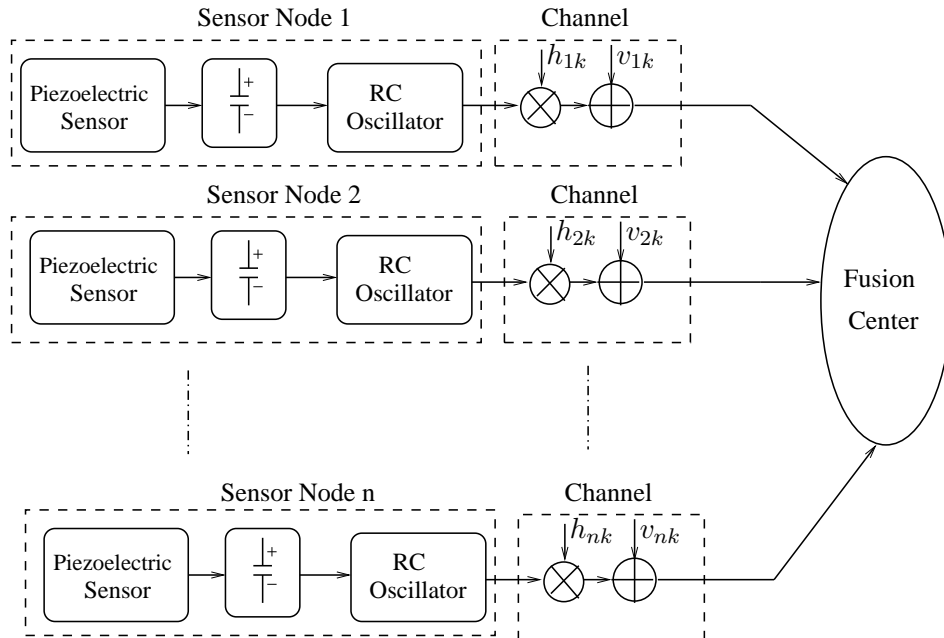 Sensor Node 1
Channel
h1k
v1k
Piezoelectric
Sensor
+
−
RC
Oscillator
Sensor Node 2
Channel
h2k
v2k
Piezoelectric
Sensor
+
−
RC
Oscillator
Fusion
Center
Sensor Node n
Channel
hnk
vnk
Piezoelectric
Sensor
+
−
RC
Oscillator